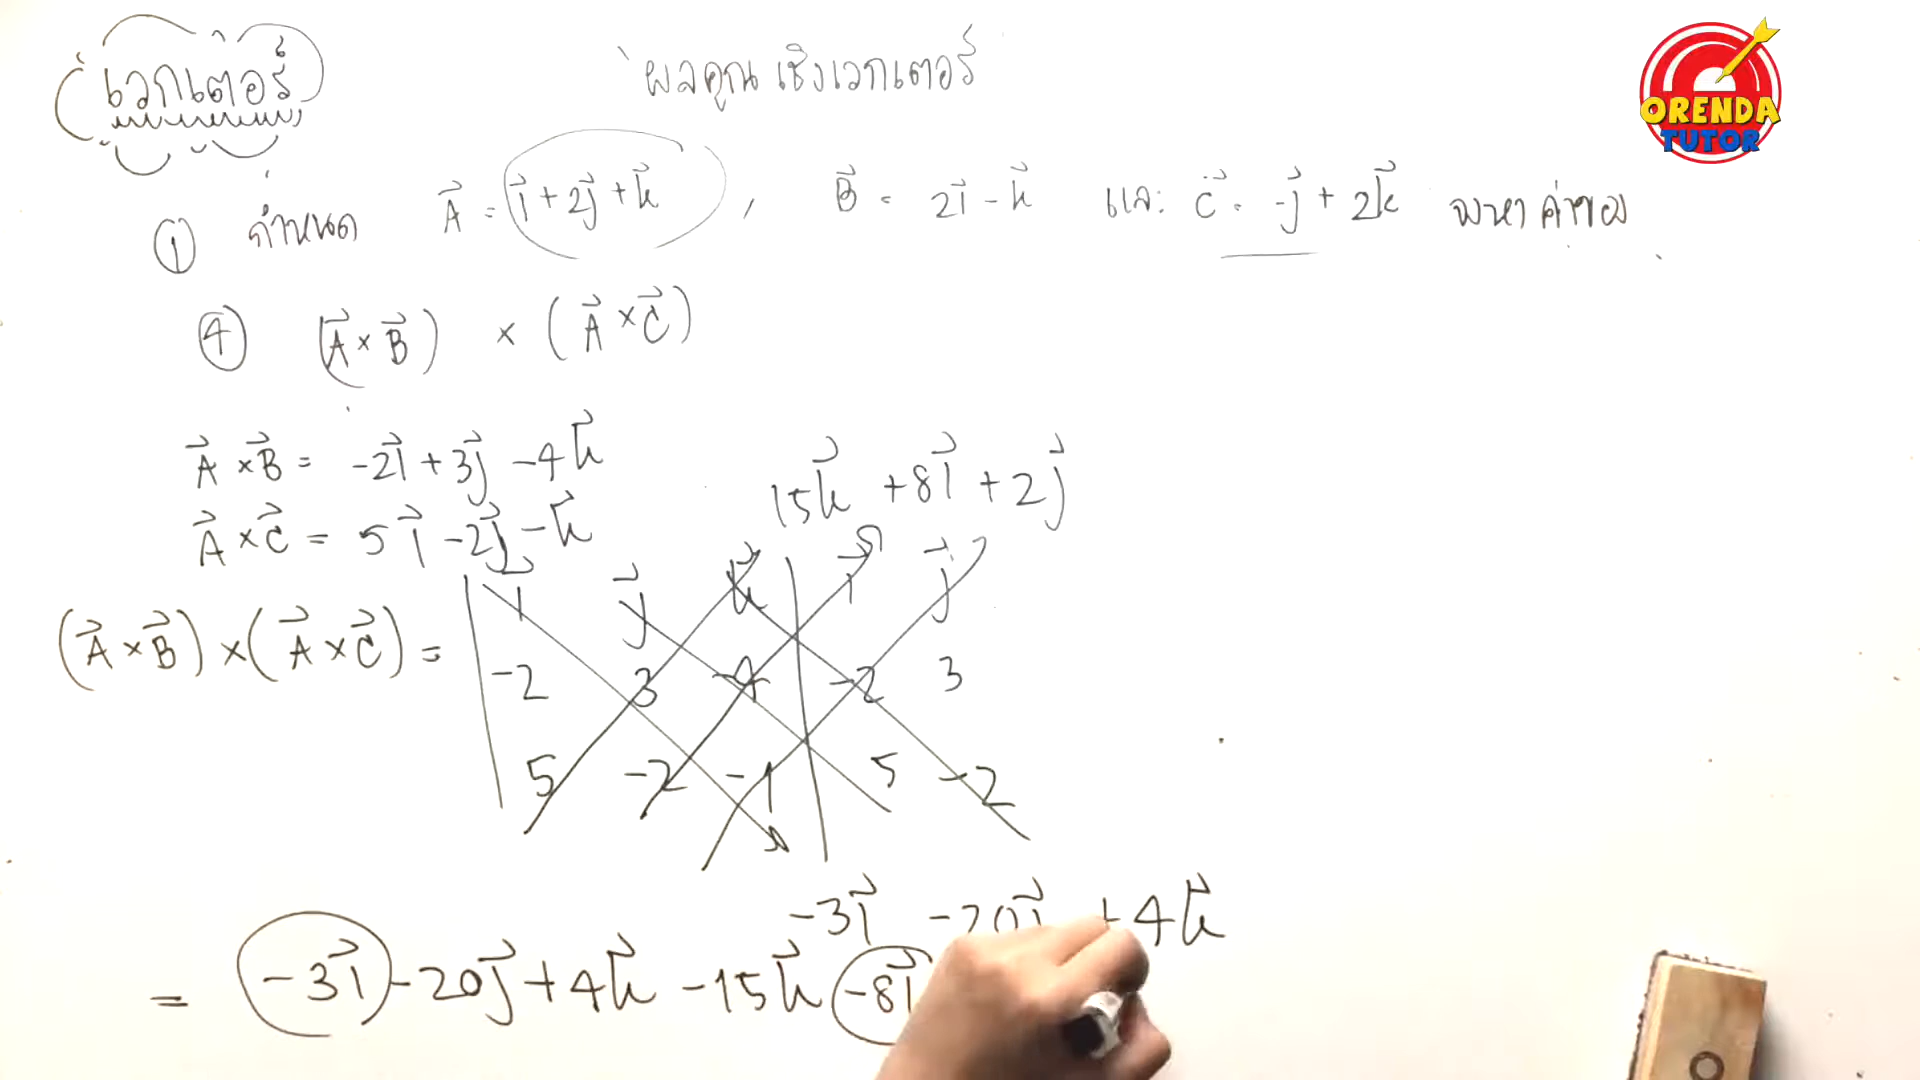 เวกเตอร์
ผลคูณ เชิงเวกเตอร์
ORENDA
TUTOR
① กำหนด A⃗ = i⃗ + 2j⃗ + k⃗ , B⃗ = 2i⃗ - k⃗ และ C⃗ = -j⃗ + 2k⃗ จงหา ค่าของ
④ (A⃗ × B⃗) × (A⃗ × C⃗)
A⃗ × B⃗ = -2i⃗ + 3j⃗ - 4k⃗
A⃗ × C⃗ = 5i⃗ - 2j⃗ - k⃗
15k⃗ + 8i⃗ + 2j⃗
i⃗ j⃗ k⃗ i⃗ j⃗
(A⃗ × B⃗) × (A⃗ × C⃗) =
-2 3 -4 -2 3
5 -2 -1 5 -2
-3i⃗ -20j⃗ +4k⃗
= -3i⃗ - 20j⃗ + 4k⃗ - 15k⃗ - 8i⃗